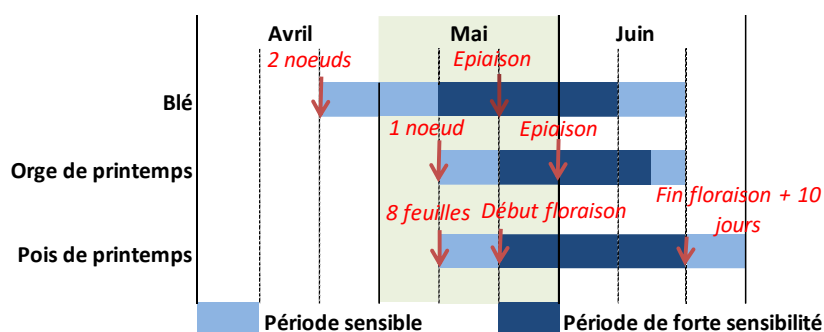 Avril Mai Juin
2 noeuds Epiaison
Blé
1 noeud Epiaison
Orge de printemps
Fin floraison + 10
jours
8 feuilles Début floraison
Pois de printemps
Période sensible Période de forte sensibilité